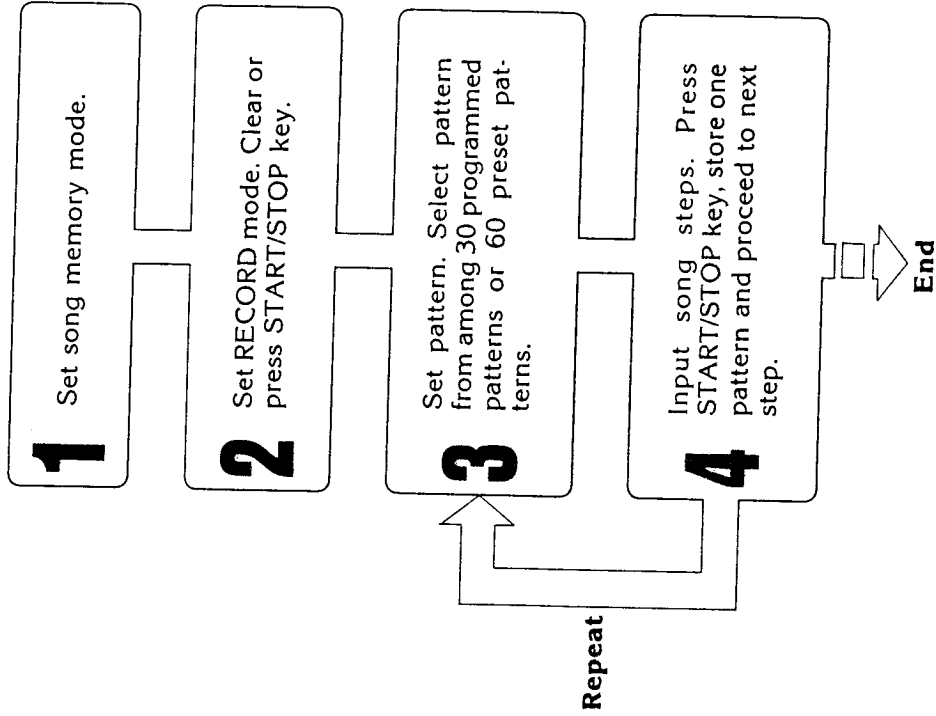 1
Set song memory mode.
2
Set RECORD mode. Clear or
press START/STOP key.
3
Set pattern. Select pattern
from among 30 programmed
patterns or 60 preset pat-
terns.
4
Input song steps. Press
START/STOP key, store one
pattern and proceed to next
step.
Repeat
End